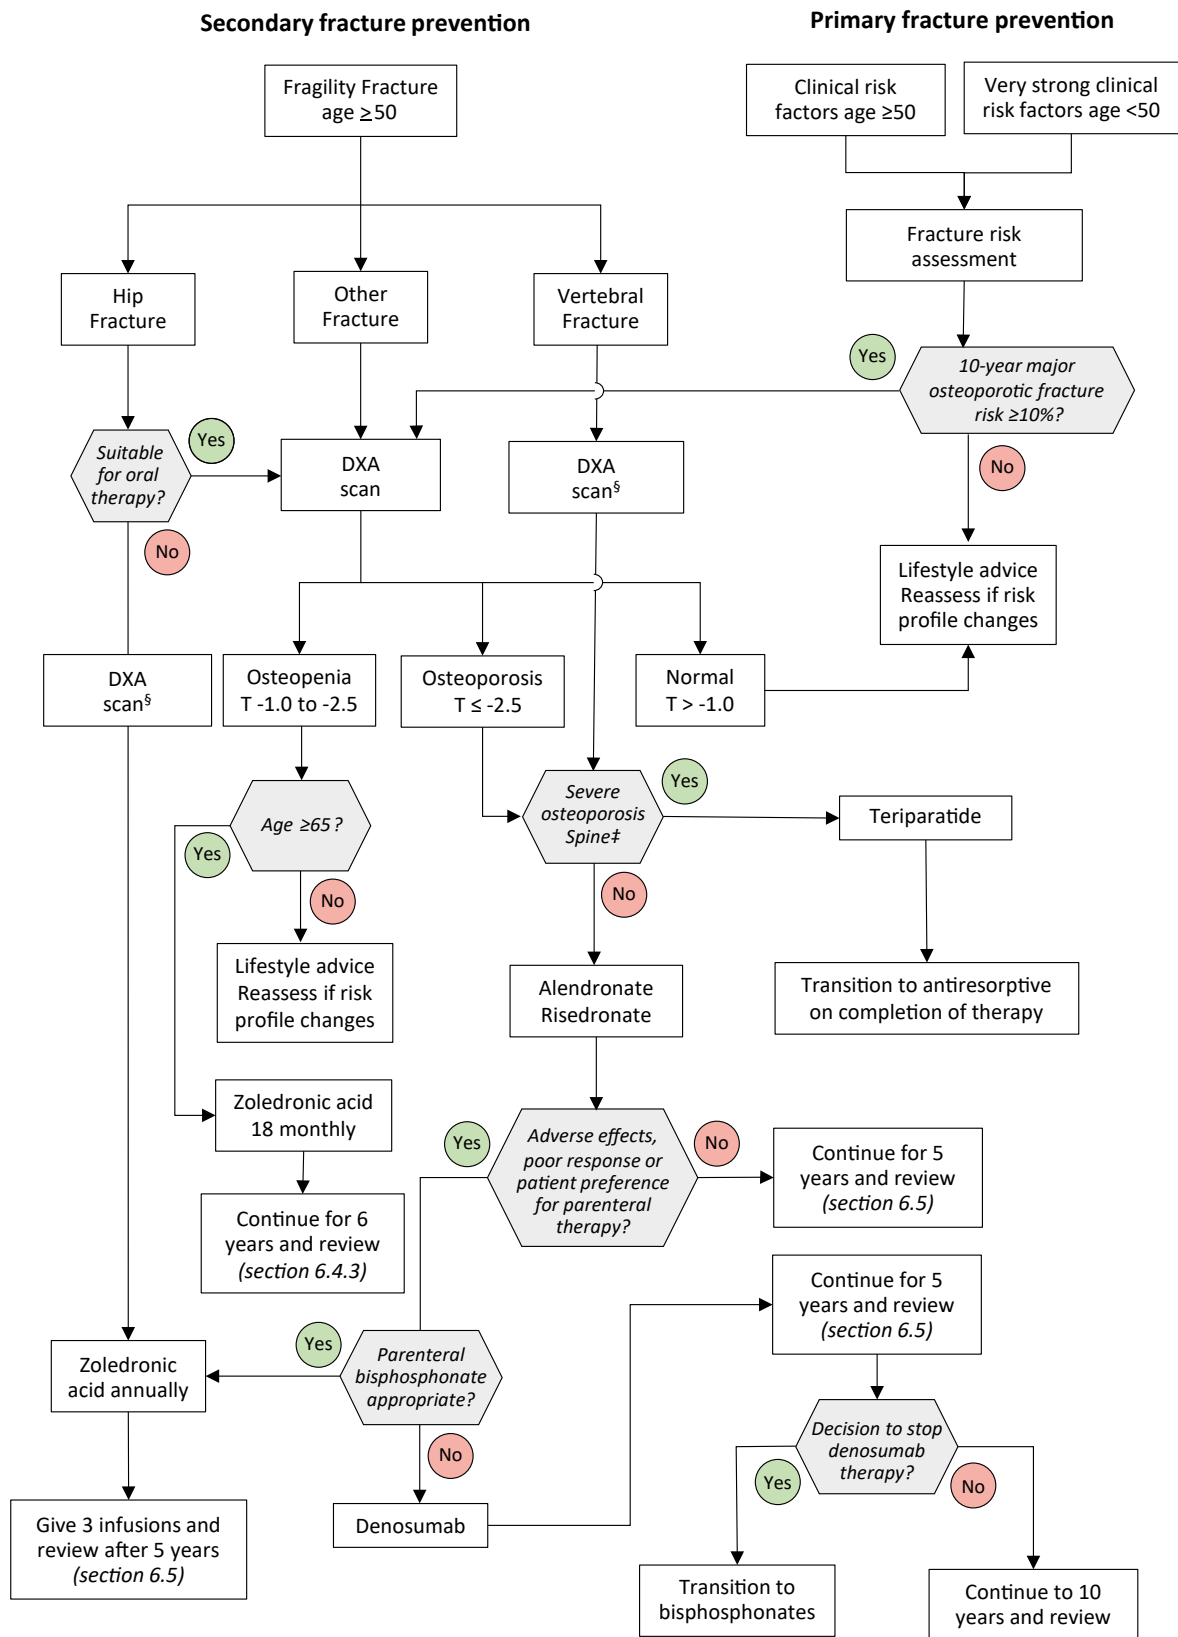 Secondary fracture prevention
Primary fracture prevention
Fragility Fracture
age ≥50
Clinical risk
factors age ≥50
Very strong clinical
risk factors age <50
Fracture risk
assessment
Hip
Fracture
Other
Fracture
Vertebral
Fracture
Yes
10-year major
osteoporotic fracture
risk ≥10%?
Suitable
for oral
therapy?
Yes
DXA
scan
DXA
scan§
No
No
Lifestyle advice
Reassess if risk
profile changes
DXA
scan§
Osteopenia
T -1.0 to -2.5
Osteoporosis
T ≤ -2.5
Normal
T > -1.0
Age ≥65?
Yes
No
Severe
osteoporosis
Spine‡
Yes
Teriparatide
No
Lifestyle advice
Reassess if risk
profile changes
Alendronate
Risedronate
Transition to antiresorptive
on completion of therapy
Zoledronic acid
18 monthly
Yes
Adverse effects,
poor response or
patient preference
for parenteral
therapy?
No
Continue for 5
years and review
(section 6.5)
Continue for 6
years and review
(section 6.4.3)
Continue for 5
years and review
(section 6.5)
Zoledronic
acid annually
Yes
Parenteral
bisphosphonate
appropriate?
No
Decision to stop
denosumab
therapy?
Yes
No
Give 3 infusions and
review after 5 years
(section 6.5)
Denosumab
Transition to
bisphosphonates
Continue to 10
years and review